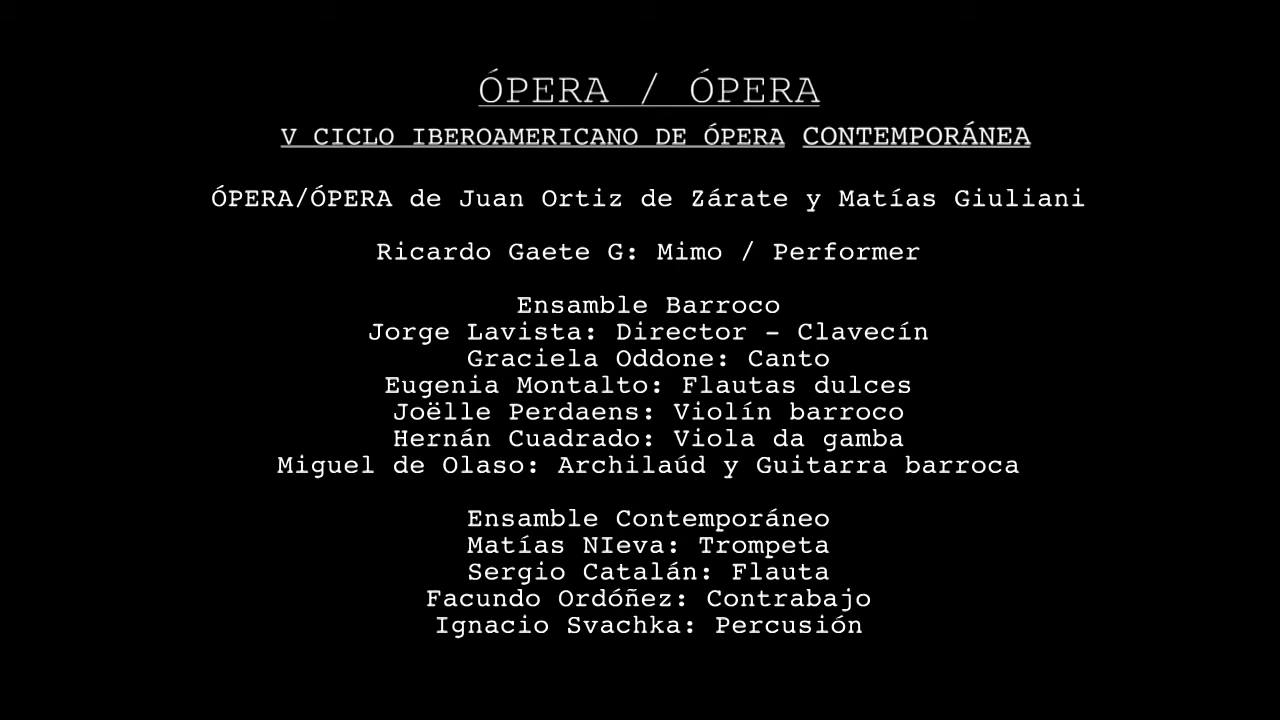 ÓPERA / ÓPERA
V CICLO IBEROAMERICANO DE ÓPERA CONTEMPORÁNEA
ÓPERA/ÓPERA de Juan Ortiz de Zárate y Matías Giuliani
Ricardo Gaete G: Mimo / Performer
Ensamble Barroco
Jorge Lavista: Director – Clavecín
Graciela Oddone: Canto
Eugenia Montalto: Flautas dulces
Joëlle Perdaens: Violín barroco
Hernán Cuadrado: Viola da gamba
Miguel de Olaso: Archilaúd y Guitarra barroca
Ensamble Contemporáneo
Matías NIeva: Trompeta
Sergio Catalán: Flauta
Facundo Ordóñez: Contrabajo
Ignacio Svachka: Percusión